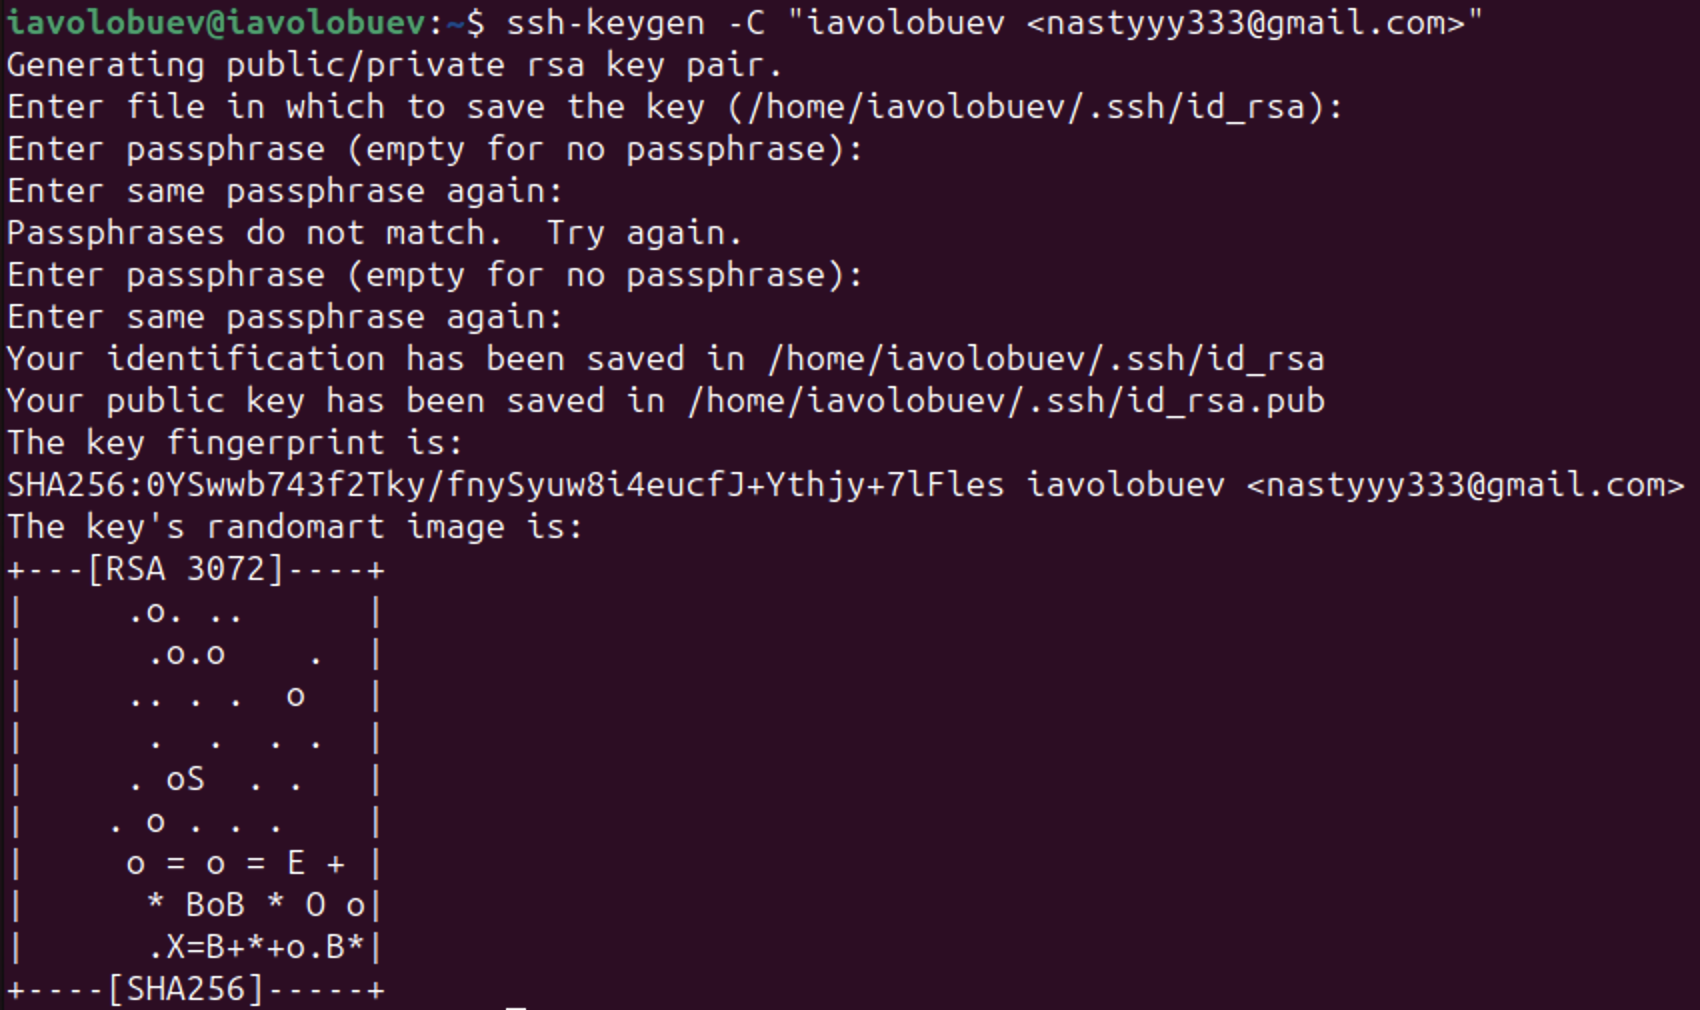 iavolobuev@iavolobuev:~$ ssh-keygen -C "iavolobuev <nastyyy333@gmail.com>"
Generating public/private rsa key pair.
Enter file in which to save the key (/home/iavolobuev/.ssh/id_rsa):
Enter passphrase (empty for no passphrase):
Enter same passphrase again:
Passphrases do not match.  Try again.
Enter passphrase (empty for no passphrase):
Enter same passphrase again:
Your identification has been saved in /home/iavolobuev/.ssh/id_rsa
Your public key has been saved in /home/iavolobuev/.ssh/id_rsa.pub
The key fingerprint is:
SHA256:0YSwwb743f2Tky/fnySyuw8i4eucfJ+Ythjy+7lFles iavolobuev <nastyyy333@gmail.com>
The key's randomart image is:
+---[RSA 3072]----+
|     .o. ..      |
|      .o.o    .  |
|     .. . .  o   |
|      .  .  . .  |
|     . oS  . .   |
|    . o . . .    |
|     o = o = E + |
|      * BoB * O o|
|      .X=B+*+o.B*|
+----[SHA256]-----+